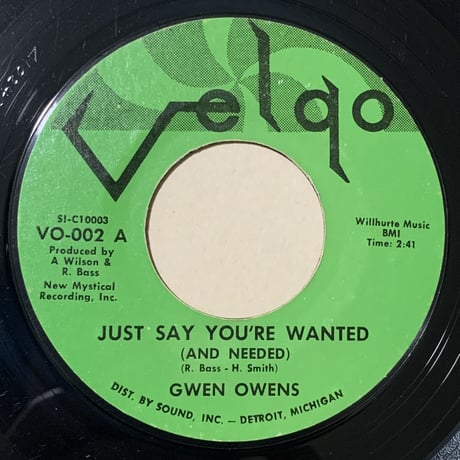 Velgo
SI-C10003
VO-002 A
Produced by
A Wilson &
R. Bass
New Mystical
Recording, Inc.
Willhurte Music
BMI
Time: 2:41
JUST SAY YOU'RE WANTED
(AND NEEDED)
(R. Bass - H. Smith)
GWEN OWENS
DIST. BY SOUND, INC. — DETROIT, MICHIGAN